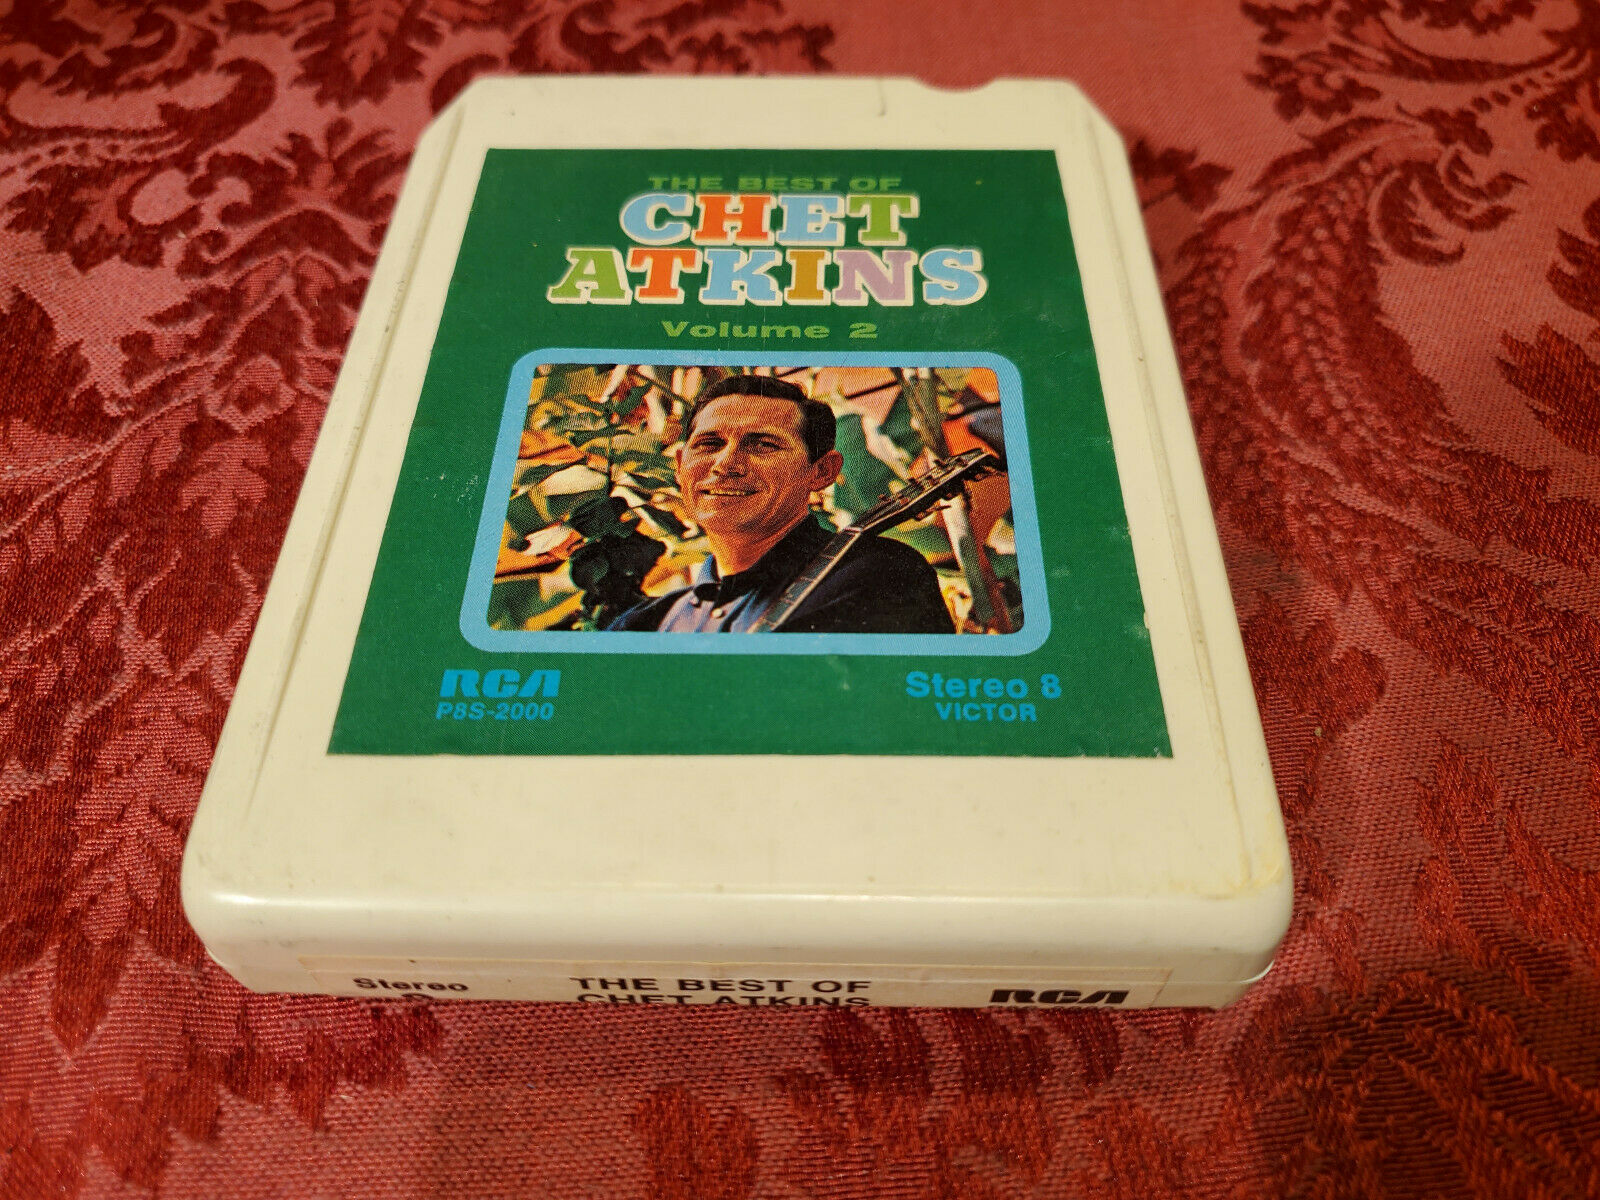 THE BEST OF
CHET
ATKINS
Volume 2
RCA
P8S-2000
Stereo 8
VICTOR
Stereo
8
THE BEST OF
CHET ATKINS
RCA